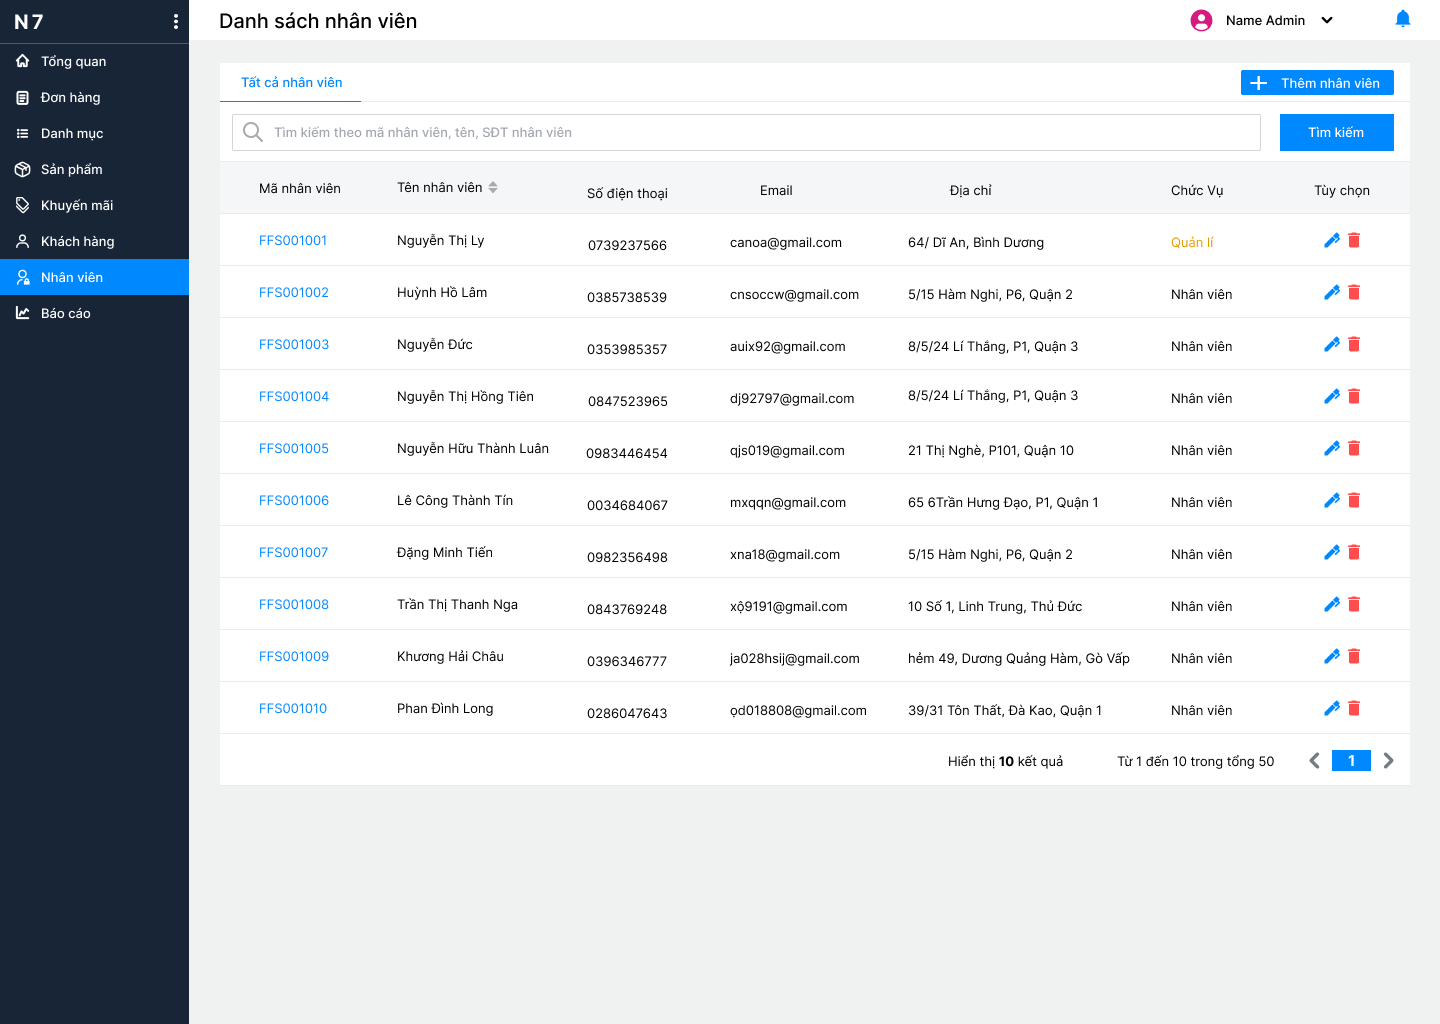 N7
Danh sách nhân viên
Name Admin
Tổng quan
Đơn hàng
Danh mục
Sản phẩm
Khuyến mãi
Khách hàng
Nhân viên
Báo cáo
Tất cả nhân viên
Thêm nhân viên
Tìm kiếm theo mã nhân viên, tên, SĐT nhân viên
Tìm kiếm
Mã nhân viên Tên nhân viên Số điện thoại Email Địa chỉ Chức Vụ Tùy chọn
FFS001001 Nguyễn Thị Ly 0739237566 canoa@gmail.com 64/ Dĩ An, Bình Dương Quản lí
FFS001002 Huỳnh Hồ Lâm 0385738539 cnsoccw@gmail.com 5/15 Hàm Nghi, P6, Quận 2 Nhân viên
FFS001003 Nguyễn Đức 0353985357 auix92@gmail.com 8/5/24 Lí Thắng, P1, Quận 3 Nhân viên
FFS001004 Nguyễn Thị Hồng Tiên 0847523965 dj92797@gmail.com 8/5/24 Lí Thắng, P1, Quận 3 Nhân viên
FFS001005 Nguyễn Hữu Thành Luân 0983446454 qjs019@gmail.com 21 Thị Nghè, P101, Quận 10 Nhân viên
FFS001006 Lê Công Thành Tín 0034684067 mxqqn@gmail.com 65 6Trần Hưng Đạo, P1, Quận 1 Nhân viên
FFS001007 Đặng Minh Tiến 0982356498 xna18@gmail.com 5/15 Hàm Nghi, P6, Quận 2 Nhân viên
FFS001008 Trần Thị Thanh Nga 0843769248 xộ9191@gmail.com 10 Số 1, Linh Trung, Thủ Đức Nhân viên
FFS001009 Khương Hải Châu 0396346777 ja028hsij@gmail.com hẻm 49, Dương Quảng Hàm, Gò Vấp Nhân viên
FFS001010 Phan Đình Long 0286047643 ọd018808@gmail.com 39/31 Tôn Thất, Đà Kao, Quận 1 Nhân viên
Hiển thị 10 kết quả Từ 1 đến 10 trong tổng 50 1